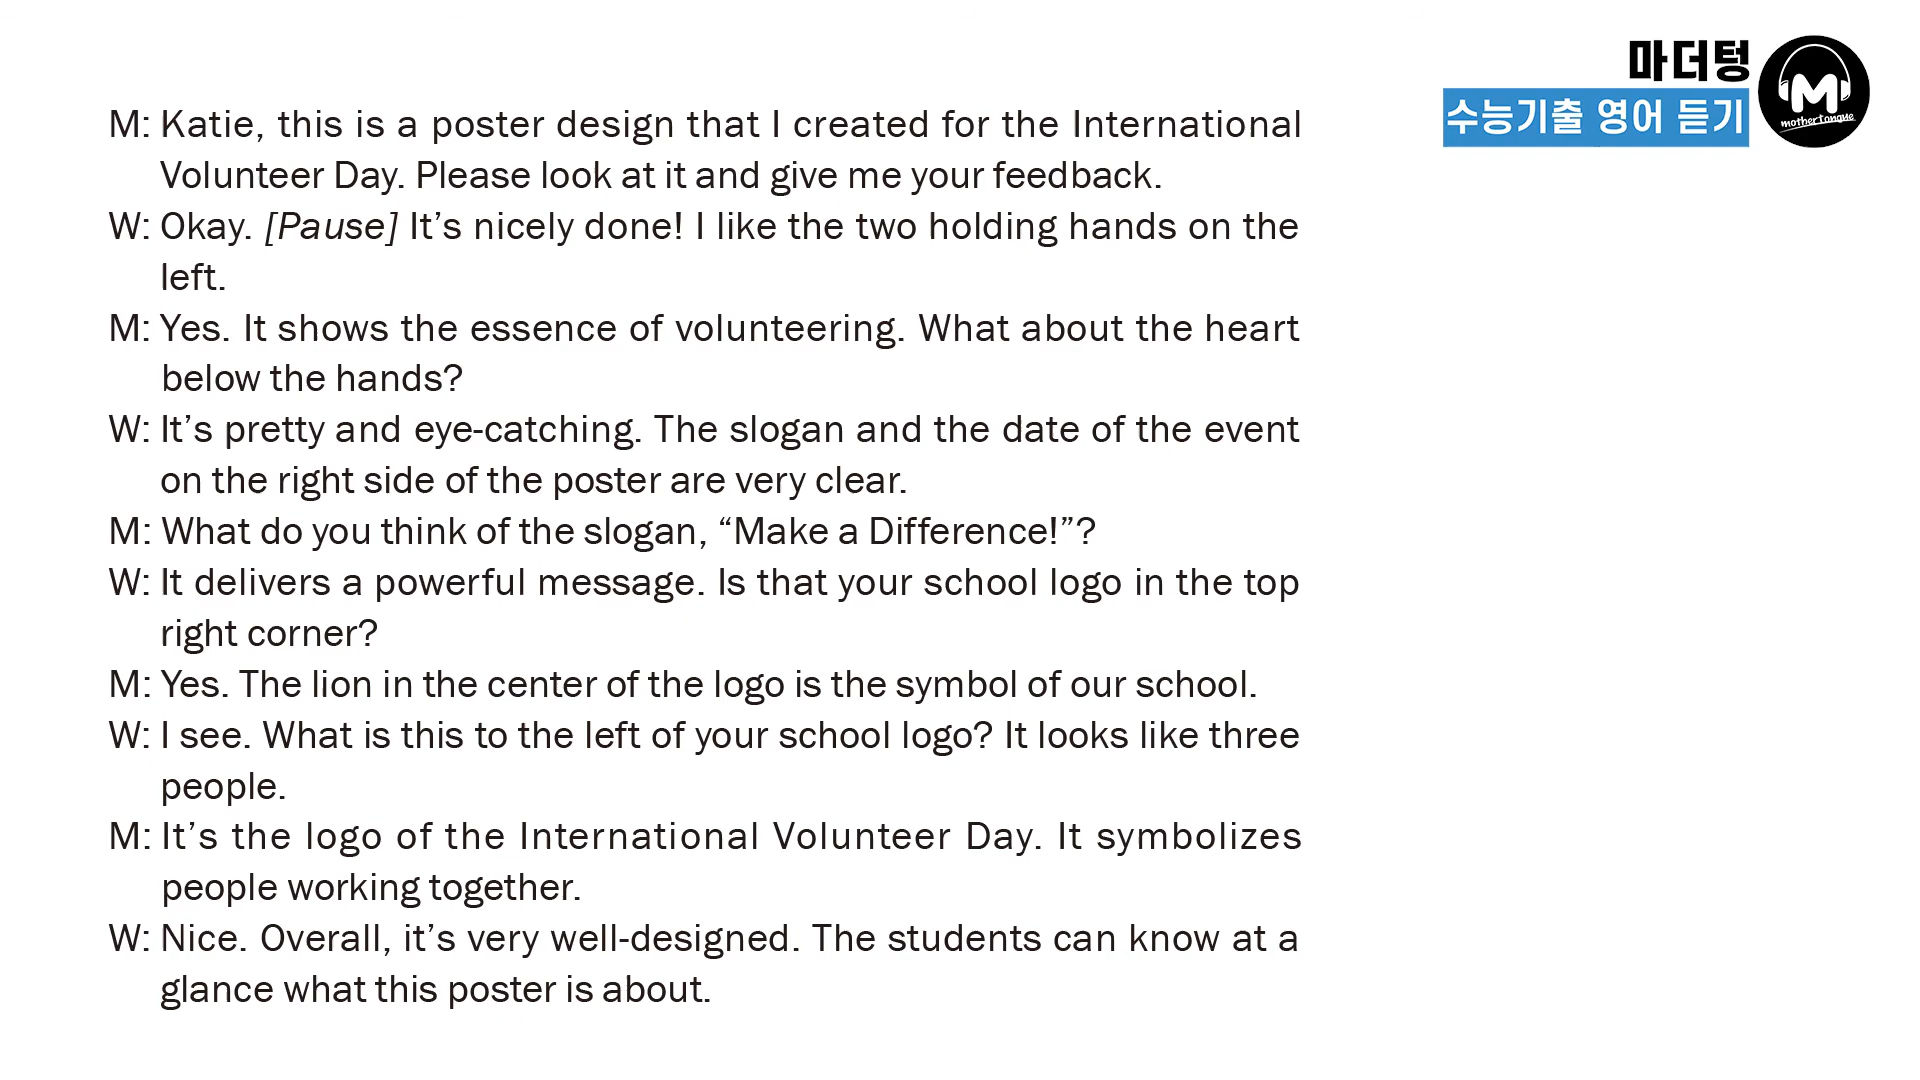 마더텅
수능기출 영어 듣기
M
mothertongue
M: Katie, this is a poster design that I created for the International
Volunteer Day. Please look at it and give me your feedback.
W: Okay. [Pause] It’s nicely done! I like the two holding hands on the
left.
M: Yes. It shows the essence of volunteering. What about the heart
below the hands?
W: It’s pretty and eye-catching. The slogan and the date of the event
on the right side of the poster are very clear.
M: What do you think of the slogan, “Make a Difference!”?
W: It delivers a powerful message. Is that your school logo in the top
right corner?
M: Yes. The lion in the center of the logo is the symbol of our school.
W: I see. What is this to the left of your school logo? It looks like three
people.
M: It’s the logo of the International Volunteer Day. It symbolizes
people working together.
W: Nice. Overall, it’s very well-designed. The students can know at a
glance what this poster is about.